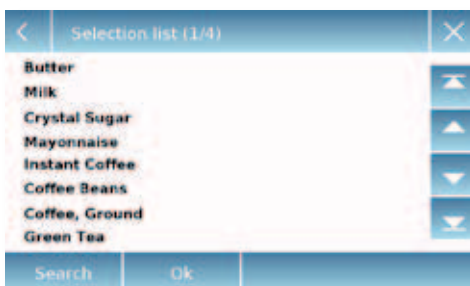 Selection list (1/4)
Butter
Milk
Crystal Sugar
Mayonnaise
Instant Coffee
Coffee Beans
Coffee, Ground
Green Tea
Search Ok